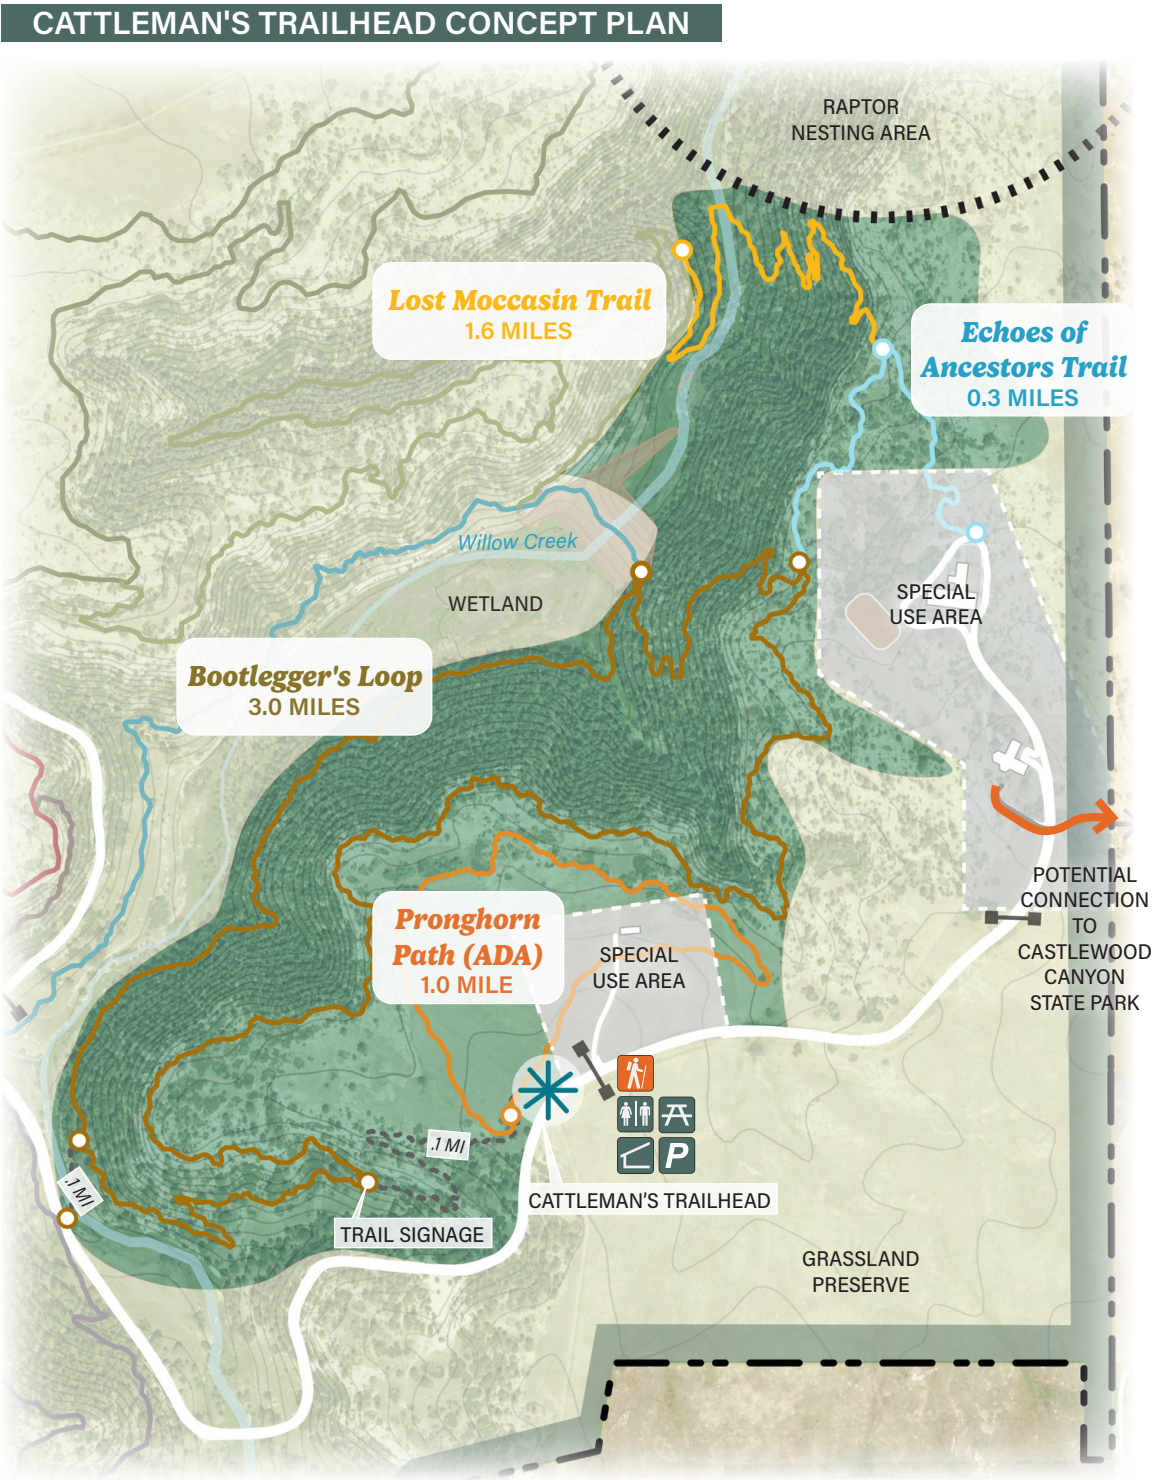 CATTLEMAN'S TRAILHEAD CONCEPT PLAN
RAPTOR
NESTING AREA
Lost Moccasin Trail
1.6 MILES
Echoes of
Ancestors Trail
0.3 MILES
Willow Creek
WETLAND
SPECIAL
USE AREA
Bootlegger's Loop
3.0 MILES
POTENTIAL
CONNECTION
TO
CASTLEWOOD
CANYON
STATE PARK
Pronghorn
Path (ADA)
1.0 MILE
SPECIAL
USE AREA
.1 MI
P
.1 MI
CATTLEMAN'S TRAILHEAD
TRAIL SIGNAGE
GRASSLAND
PRESERVE